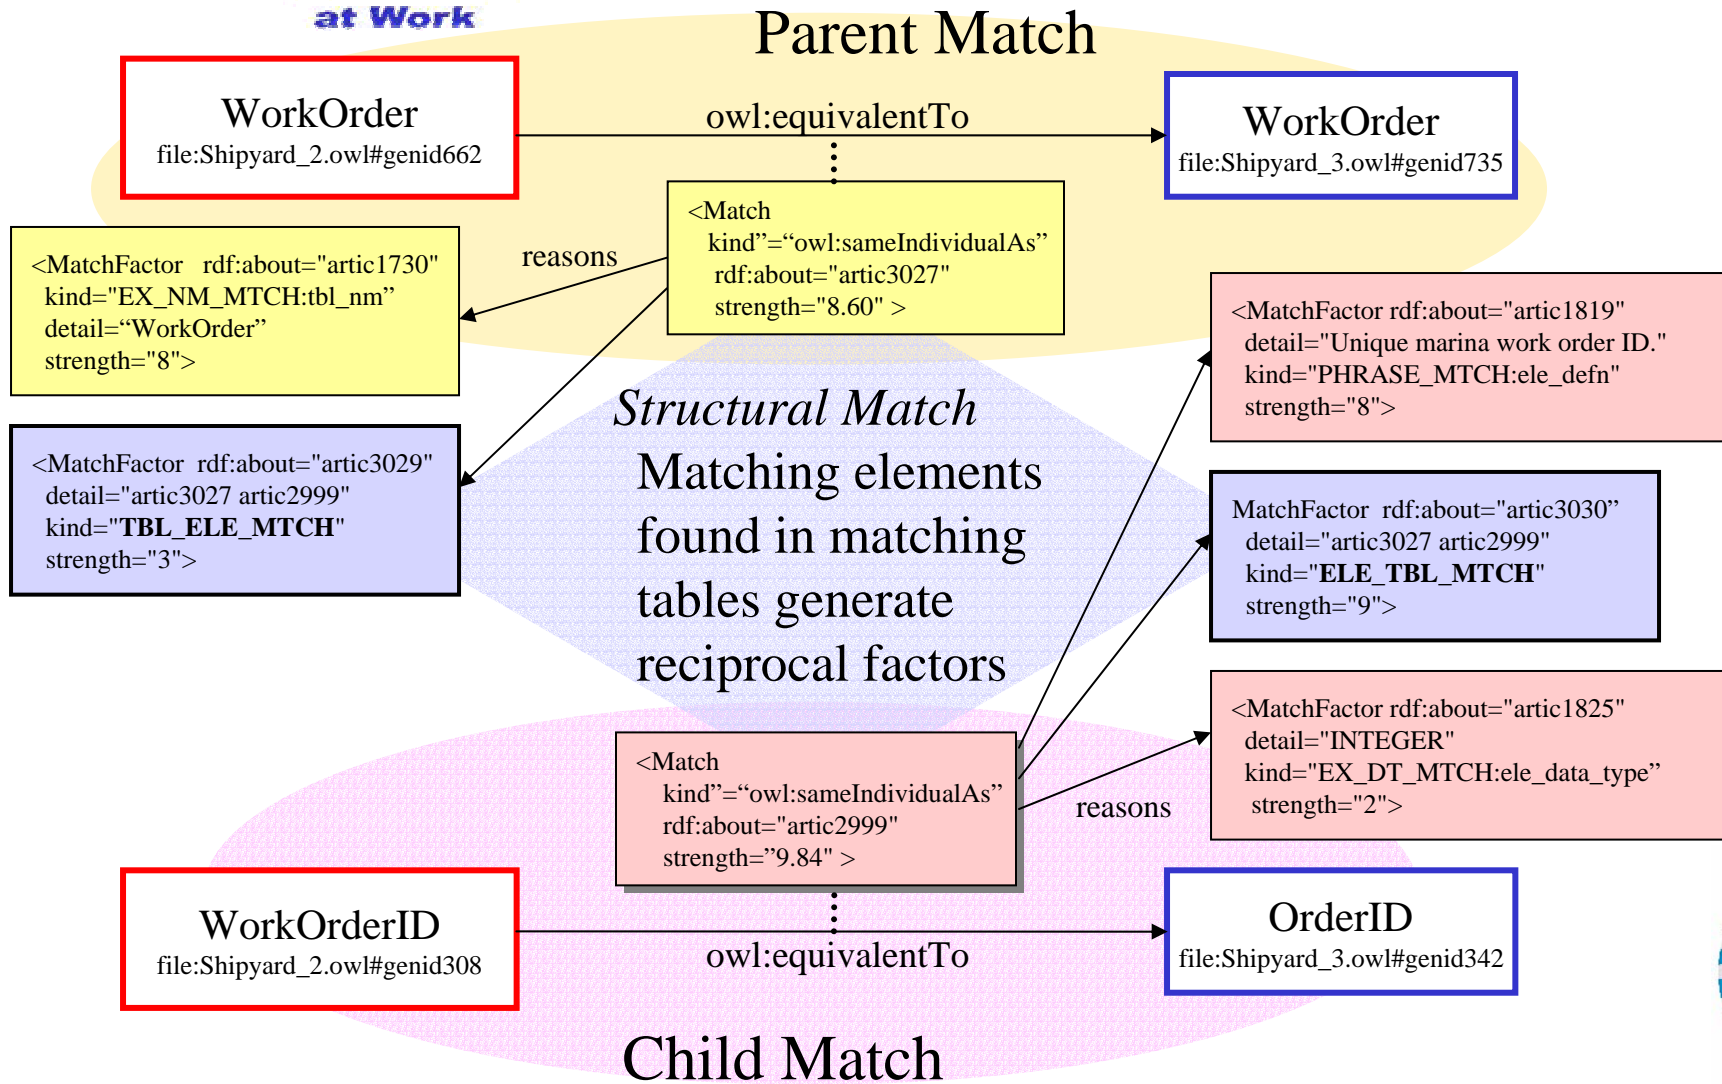 at Work
Parent Match
WorkOrder
file:Shipyard_2.owl#genid662
owl:equivalentTo
WorkOrder
file:Shipyard_3.owl#genid735
<Match
kind”=“owl:sameIndividualAs”
rdf:about="artic3027"
strength="8.60" >
reasons
<MatchFactor rdf:about="artic1730"
kind="EX_NM_MTCH:tbl_nm”
detail=“WorkOrder”
strength="8">
<MatchFactor rdf:about="artic3029"
detail="artic3027 artic2999"
kind="TBL_ELE_MTCH"
strength="3">
Structural Match
Matching elements
found in matching
tables generate
reciprocal factors
<MatchFactor rdf:about="artic1819"
detail="Unique marina work order ID."
kind="PHRASE_MTCH:ele_defn"
strength="8">
MatchFactor rdf:about="artic3030”
detail="artic3027 artic2999"
kind="ELE_TBL_MTCH"
strength="9">
<MatchFactor rdf:about="artic1825"
detail="INTEGER"
kind="EX_DT_MTCH:ele_data_type”
strength="2">
<Match
kind”=“owl:sameIndividualAs”
rdf:about="artic2999"
strength=”9.84" >
reasons
WorkOrderID
file:Shipyard_2.owl#genid308
owl:equivalentTo
OrderID
file:Shipyard_3.owl#genid342
Child Match